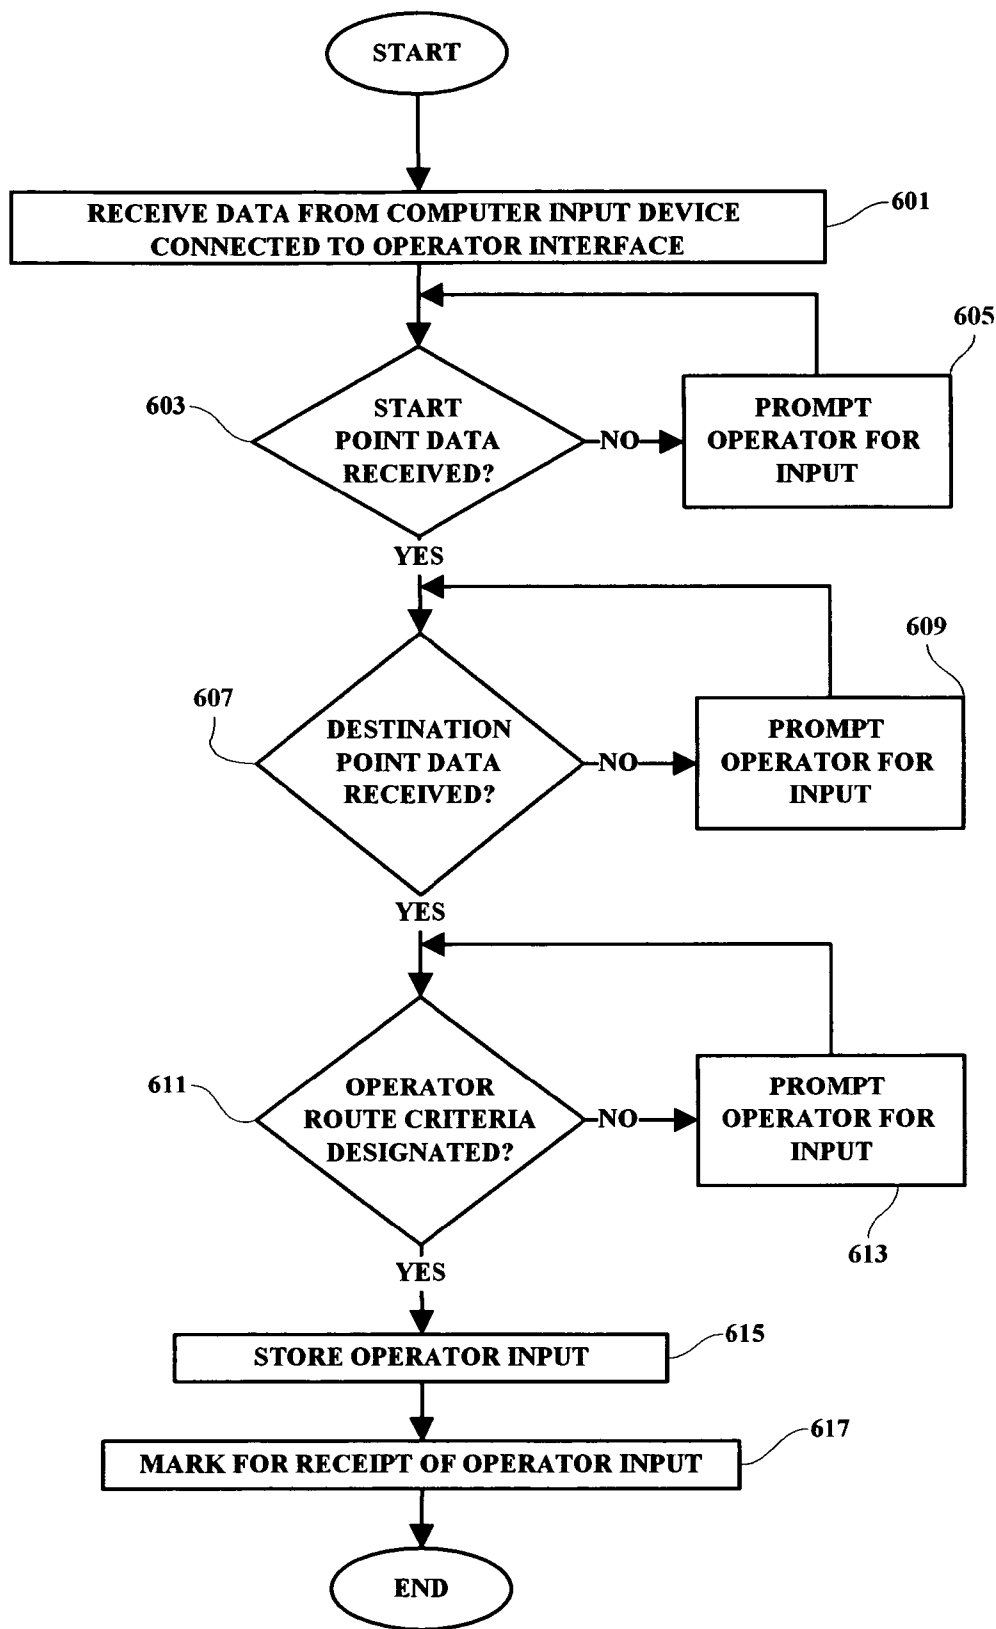 START
RECEIVE DATA FROM COMPUTER INPUT DEVICE
CONNECTED TO OPERATOR INTERFACE
601
605
603
START
POINT DATA
RECEIVED?
NO
PROMPT
OPERATOR FOR
INPUT
YES
609
607
DESTINATION
POINT DATA
RECEIVED?
NO
PROMPT
OPERATOR FOR
INPUT
YES
611
OPERATOR
ROUTE CRITERIA
DESIGNATED?
NO
PROMPT
OPERATOR FOR
INPUT
613
YES
STORE OPERATOR INPUT
615
MARK FOR RECEIPT OF OPERATOR INPUT
617
END